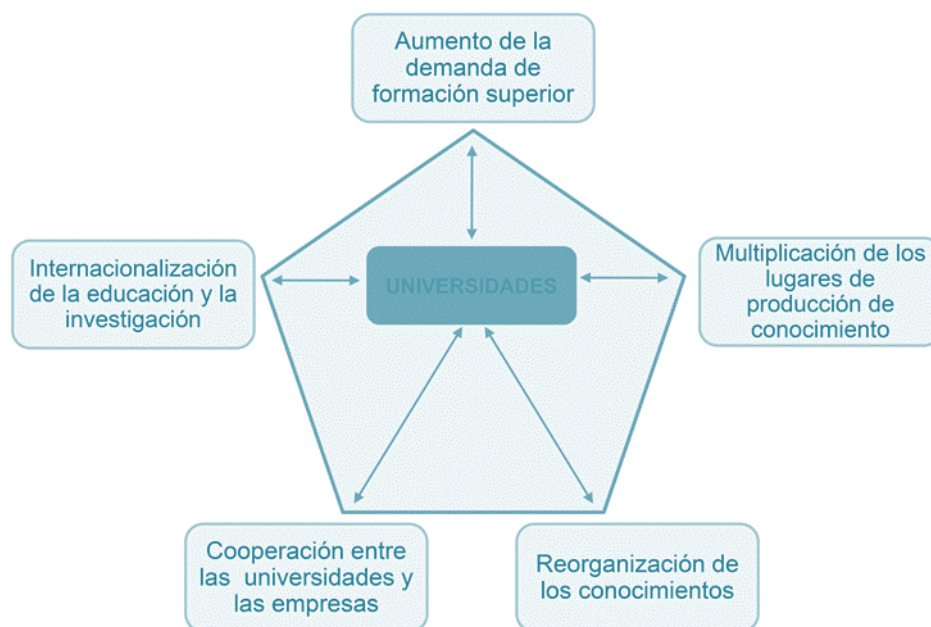 Aumento de la
demanda de
formación superior
Internacionalización
de la educación y la
investigación
UNIVERSIDADES
Multiplicación de los
lugares de
producción de
conocimiento
Cooperación entre
las universidades y
las empresas
Reorganización de
los conocimientos